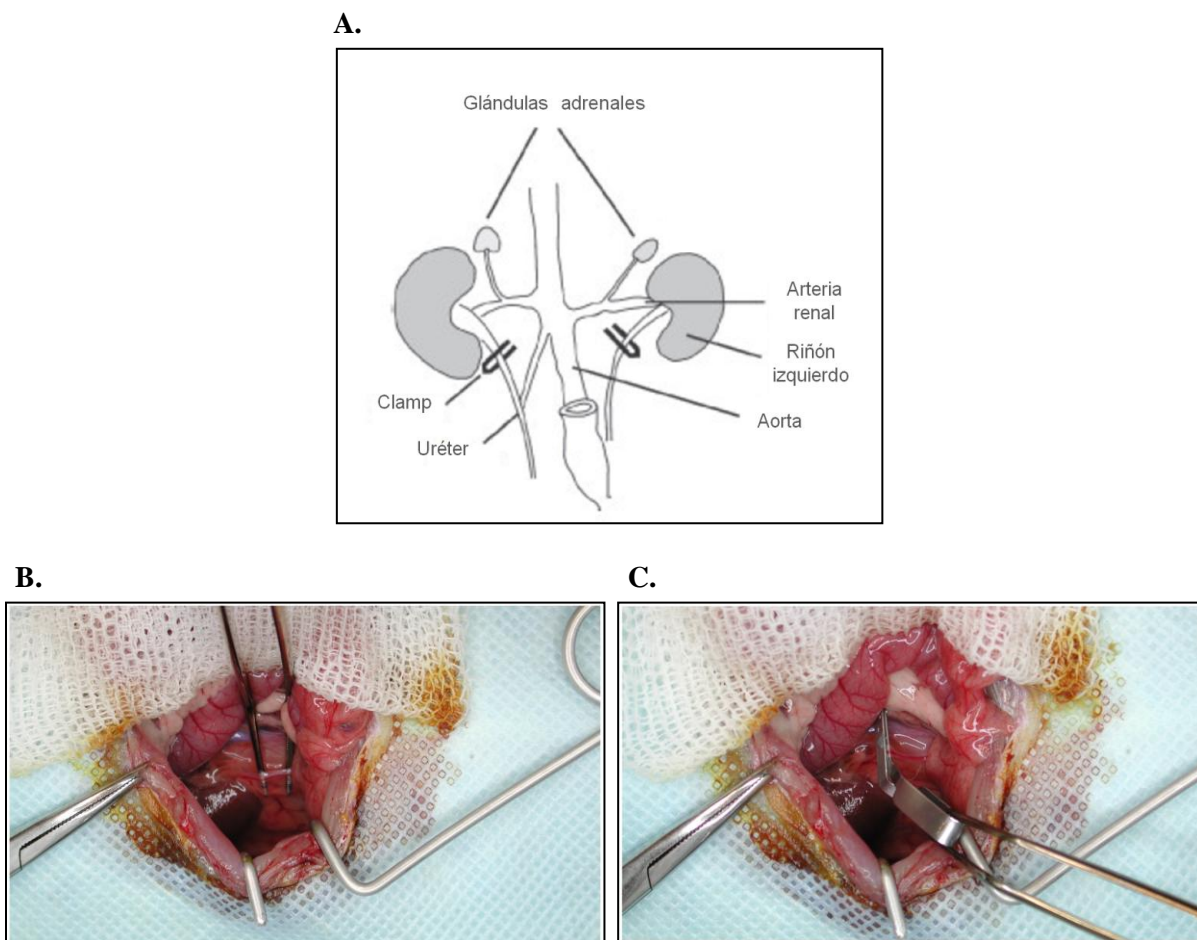 A.
Glándulas adrenales
Arteria
renal
Riñón
izquierdo
Clamp
Aorta
Uréter
B.
C.